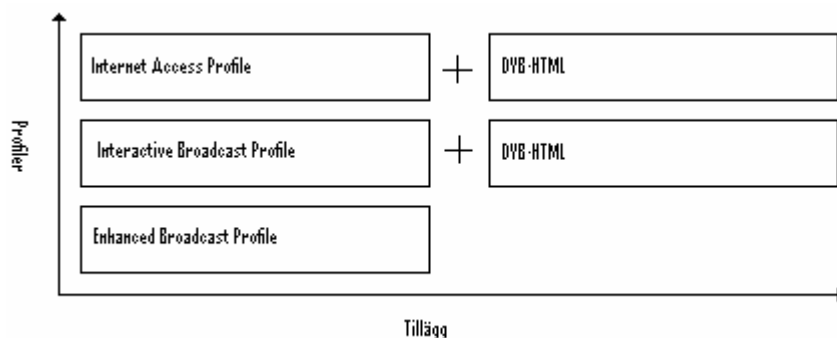 Internet Access Profile + DVB-HTML
Profiler
Interactive Broadcast Profile + DVB-HTML
Enhanced Broadcast Profile
Tillägg